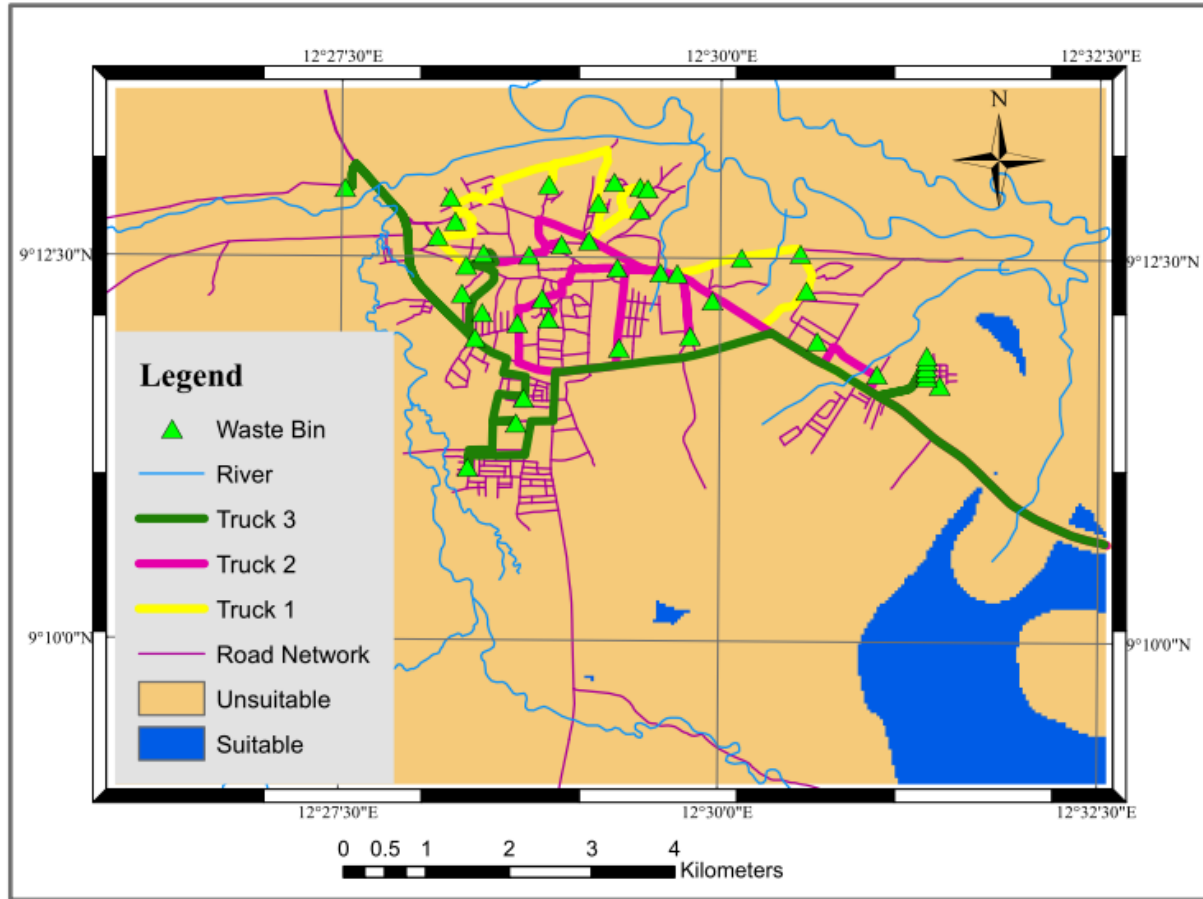 12°27'30"E 12°30'0"E 12°32'30"E
N
9°12'30"N 9°12'30"N
Legend
Waste Bin
River
Truck 3
Truck 2
Truck 1
Road Network
Unsuitable
Suitable
9°10'0"N 9°10'0"N
12°27'30"E 12°30'0"E 12°32'30"E
0 0.5 1 2 3 4
Kilometers